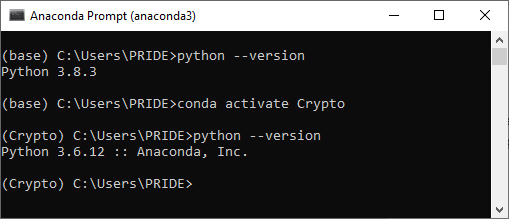 Anaconda Prompt (anaconda3)
(base) C:\Users\PRIDE>python --version
Python 3.8.3
(base) C:\Users\PRIDE>conda activate Crypto
(Crypto) C:\Users\PRIDE>python --version
Python 3.6.12 :: Anaconda, Inc.
(Crypto) C:\Users\PRIDE>